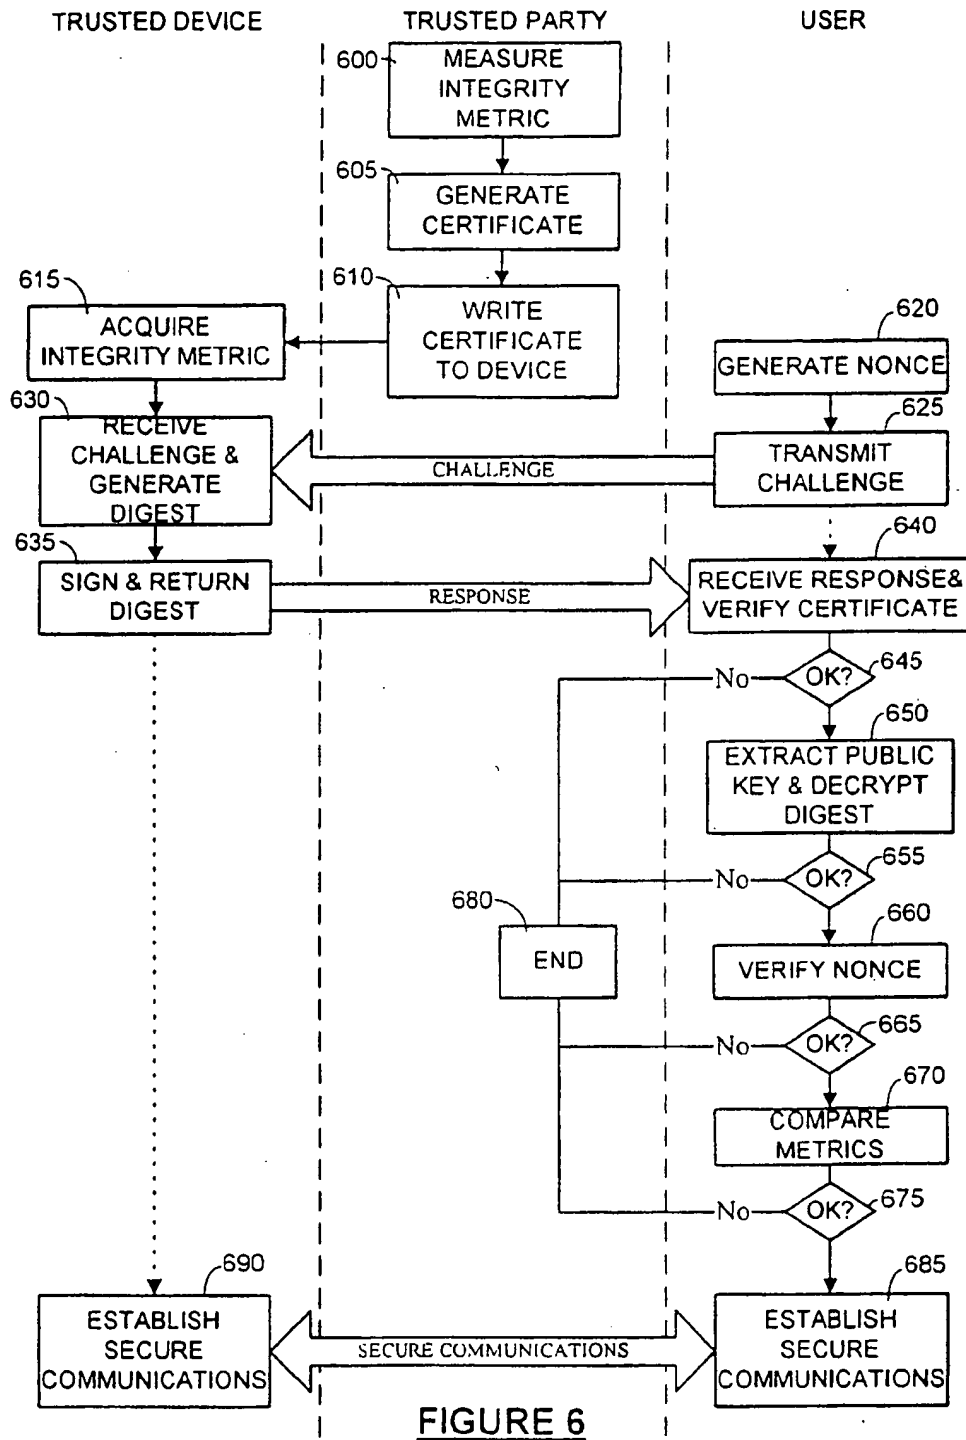 TRUSTED DEVICE
TRUSTED PARTY
USER
600
MEASURE
INTEGRITY
METRIC
605
GENERATE
CERTIFICATE
610
WRITE
CERTIFICATE
TO DEVICE
615
ACQUIRE
INTEGRITY METRIC
620
GENERATE NONCE
625
TRANSMIT
CHALLENGE
CHALLENGE
630
RECEIVE
CHALLENGE &
GENERATE
DIGEST
635
SIGN & RETURN
DIGEST
RESPONSE
640
RECEIVE RESPONSE&
VERIFY CERTIFICATE
645
OK?
No
650
EXTRACT PUBLIC
KEY & DECRYPT
DIGEST
655
OK?
No
680
END
660
VERIFY NONCE
665
OK?
No
670
COMPARE
METRICS
675
OK?
No
690
ESTABLISH
SECURE
COMMUNICATIONS
SECURE COMMUNICATIONS
685
ESTABLISH
SECURE
COMMUNICATIONS
FIGURE 6